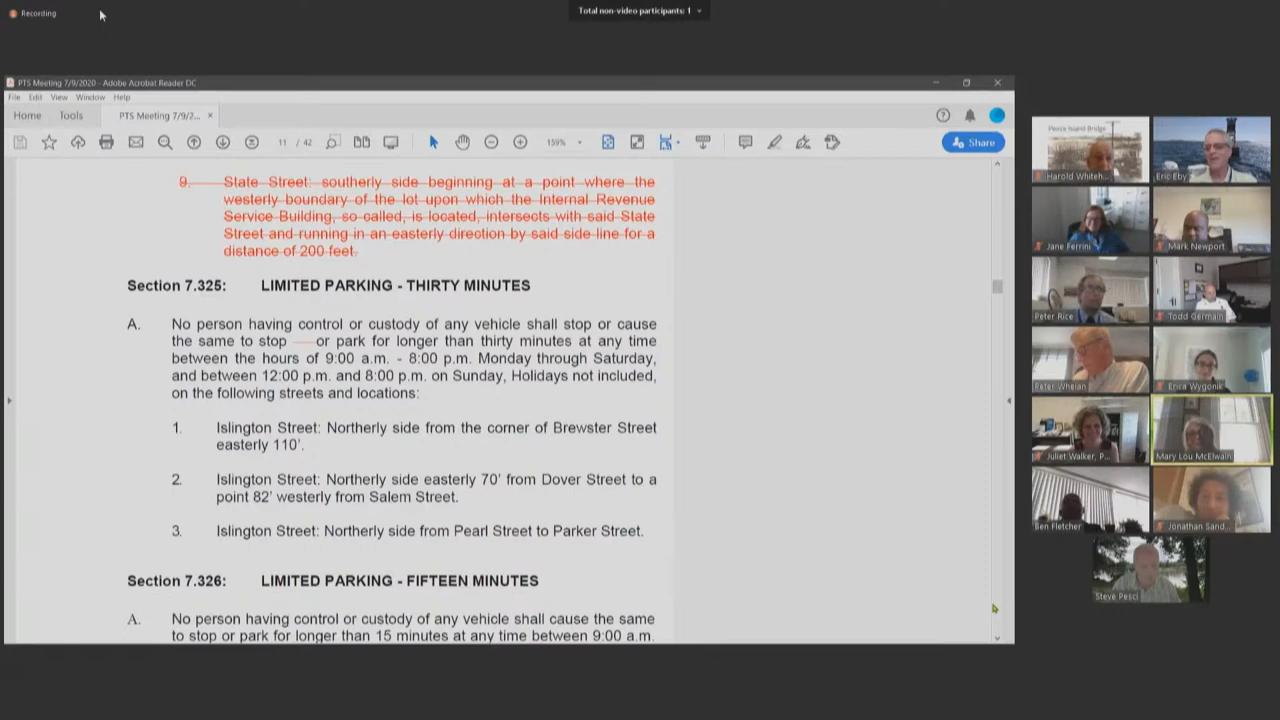 Recording
Total non-video participants: 1
PTS Meeting 7/9/2020 - Adobe Acrobat Reader DC
File Edit View Window Help
Home Tools PTS Meeting 7/9/2... ×
11 / 42 159% Share
9. State Street: southerly side beginning at a point where the
westerly boundary of the lot upon which the Internal Revenue
Service Building, so called, is located, intersects with said State
Street and running in an easterly direction by said side line for a
distance of 200 feet.
Section 7.325: LIMITED PARKING - THIRTY MINUTES
A. No person having control or custody of any vehicle shall stop or cause
the same to stop or park for longer than thirty minutes at any time
between the hours of 9:00 a.m. - 8:00 p.m. Monday through Saturday,
and between 12:00 p.m. and 8:00 p.m. on Sunday, Holidays not included,
on the following streets and locations:
1. Islington Street: Northerly side from the corner of Brewster Street
easterly 110'.
2. Islington Street: Northerly side easterly 70' from Dover Street to a
point 82' westerly from Salem Street.
3. Islington Street: Northerly side from Pearl Street to Parker Street.
Section 7.326: LIMITED PARKING - FIFTEEN MINUTES
A. No person having control or custody of any vehicle shall cause the same
to stop or park for longer than 15 minutes at any time between 9:00 a.m.
Peirce Island Bridge
Harold Whiteh...
Eric Eby
Jane Ferrini
Mark Newport
Peter Rice
Todd Germain
Peter Whelan
Erica Wygonik
Juliet Walker, P...
Mary Lou McElwain
Ben Fletcher
Jonathan Sand...
Steve Pesci